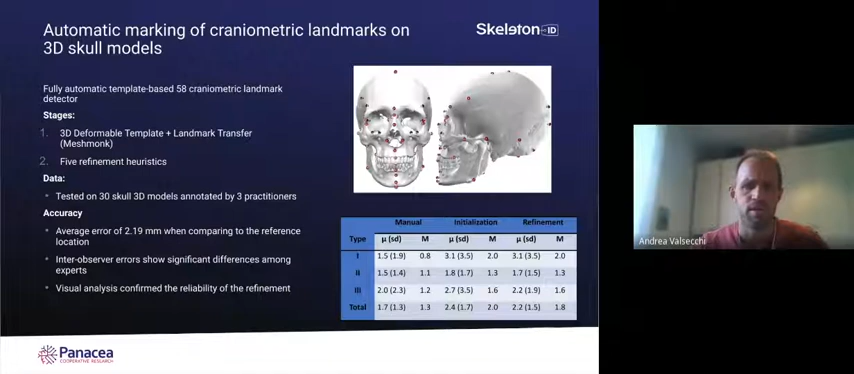 Automatic marking of craniometric landmarks on
3D skull models
Skeleton ID
Fully automatic template-based 58 craniometric landmark
detector
Stages:
1. 3D Deformable Template + Landmark Transfer
(Meshmonk)
2. Five refinement heuristics
Data:
• Tested on 30 skull 3D models annotated by 3 practitioners
Accuracy
• Average error of 2.19 mm when comparing to the reference
location
• Inter-observer errors show significant differences among
experts
• Visual analysis confirmed the reliability of the refinement
Manual Initialization Refinement
Type μ (sd) M μ (sd) M μ (sd) M
I 1.5 (1.9) 0.8 3.1 (3.5) 2.0 3.1 (3.5) 2.0
II 1.5 (1.4) 1.1 1.8 (1.7) 1.3 1.7 (1.5) 1.3
III 2.0 (2.3) 1.2 2.7 (3.5) 1.6 2.2 (1.9) 1.6
Total 1.7 (1.3) 1.3 2.4 (1.7) 2.0 2.2 (1.5) 1.8
Andrea Valsecchi
Panacea
COOPERATIVE RESEARCH